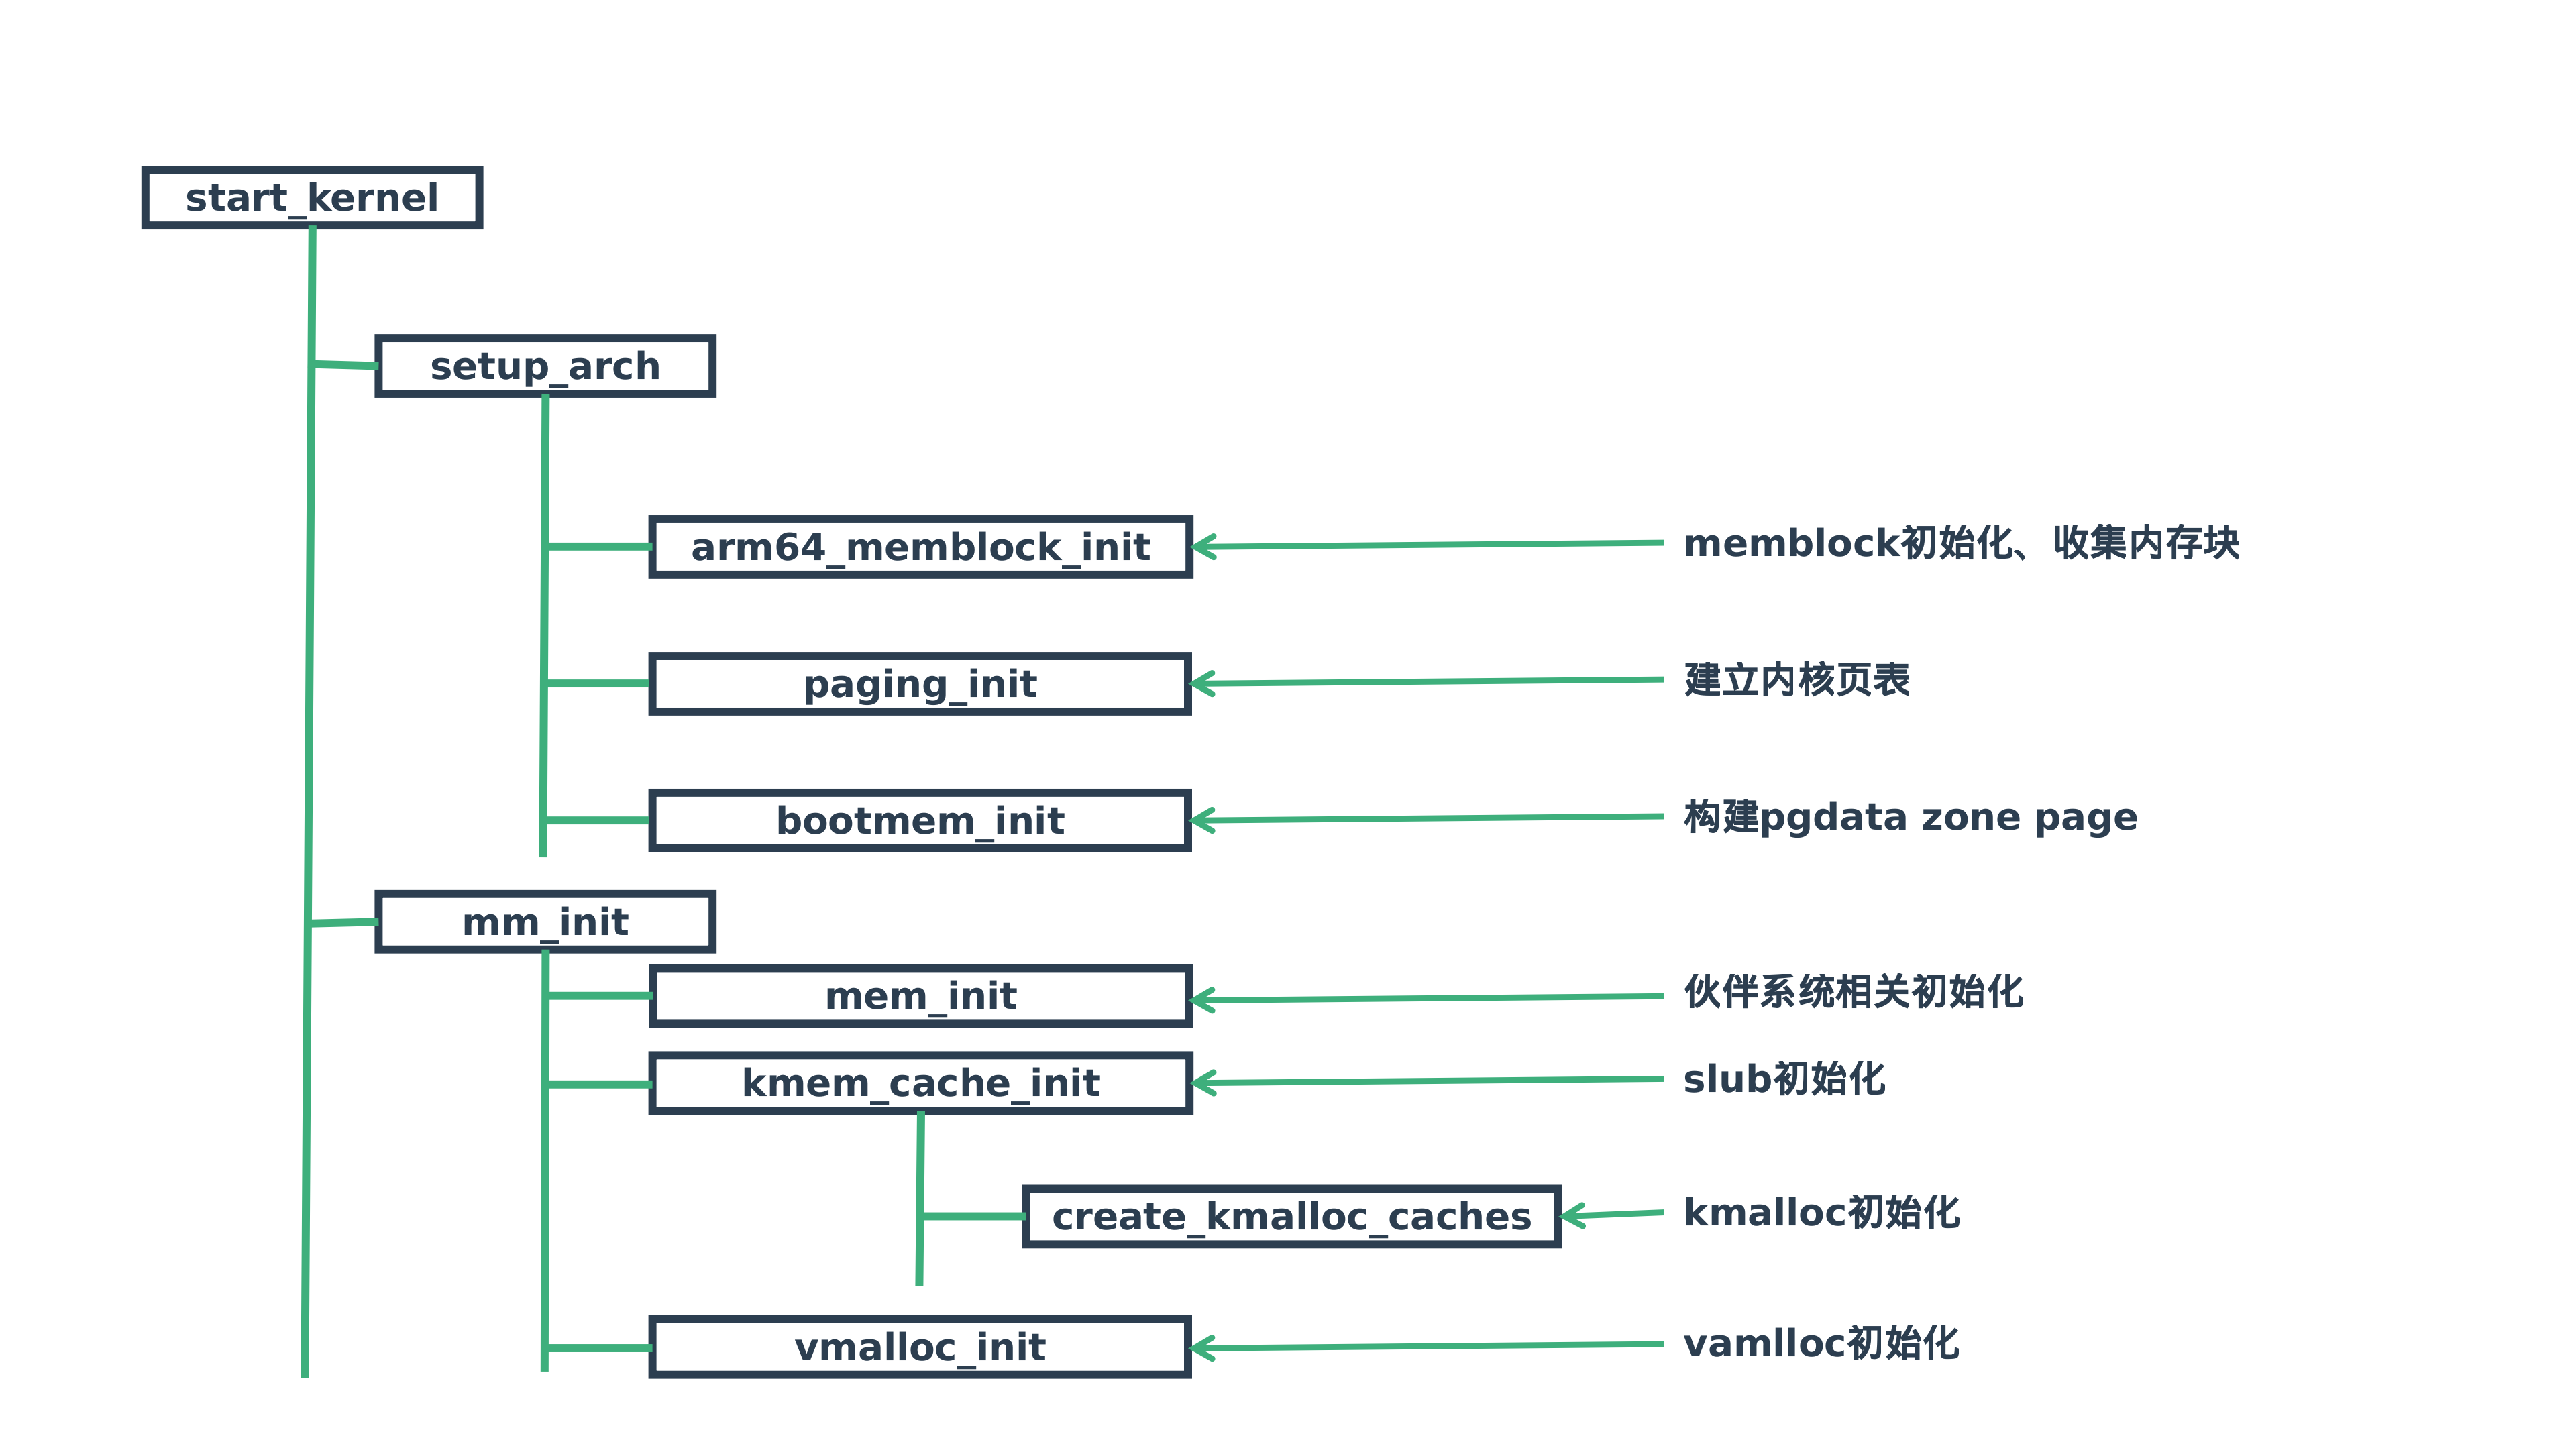 start_kernel
setup_arch
arm64_memblock_init
memblock初始化、收集内存块
paging_init
建立内核页表
bootmem_init
构建pgdata zone page
mm_init
mem_init
伙伴系统相关初始化
kmem_cache_init
slub初始化
create_kmalloc_caches
kmalloc初始化
vmalloc_init
vamlloc初始化